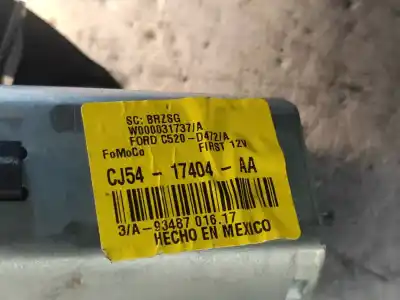 SC: BRZSG
W000031737/A
FORD C520-D472/A
FoMoCo FIRST 12V
CJ54 - 17404 - AA
3/A-93487 016.17
HECHO EN MEXICO